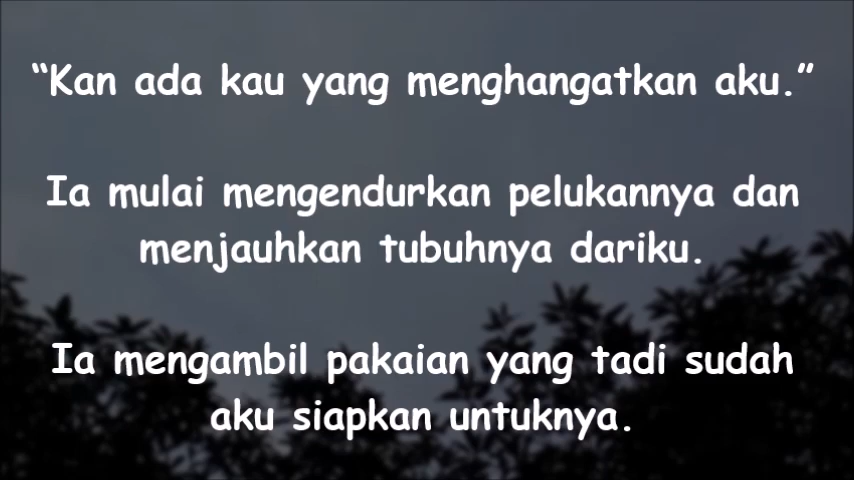 “Kan ada kau yang menghangatkan aku.”
Ia mulai mengendurkan pelukannya dan
menjauhkan tubuhnya dariku.
Ia mengambil pakaian yang tadi sudah
aku siapkan untuknya.